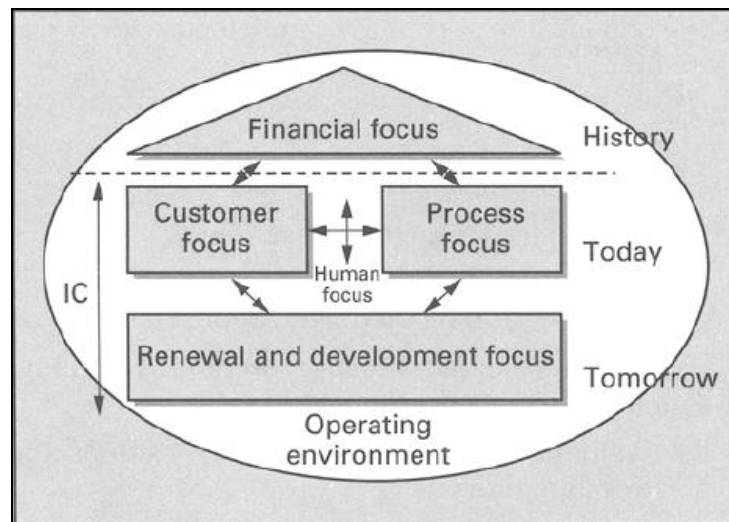 Financial focus
History
Customer
focus
Process
focus
Today
Human
focus
IC
Renewal and development focus
Tomorrow
Operating
environment